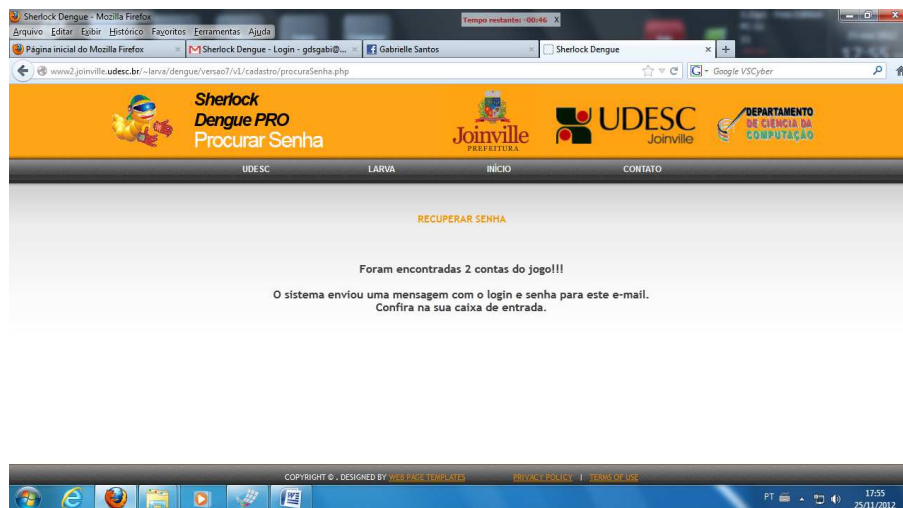 Sherlock Dengue - Mozilla Firefox
Tempo restante: -00:46 X
Arquivo Editar Exibir Histórico Favoritos Ferramentas Ajuda
Página inicial do Mozilla Firefox
Sherlock Dengue - Login - gdsgabi@...
Gabrielle Santos
Sherlock Dengue
www2.joinville.udesc.br/~larva/dengue/versao7/v1/cadastro/procuraSenha.php
Google VSCyber
Sherlock
Dengue PRO
Procurar Senha
Joinville
PREFEITURA
UDESC
Joinville
DEPARTAMENTO
DE CIÊNCIA DA
COMPUTAÇÃO
UDESC LARVA INÍCIO CONTATO
RECUPERAR SENHA
Foram encontradas 2 contas do jogo!!!
O sistema enviou uma mensagem com o login e senha para este e-mail.
Confira na sua caixa de entrada.
COPYRIGHT © . DESIGNED BY WEB PAGE TEMPLATES PRIVACY POLICY | TERMS OF USE
PT 17:55
25/11/2012